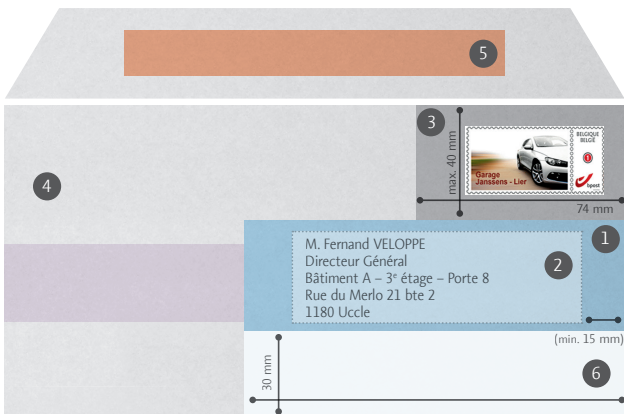 5
3
max. 40 mm
BELGIQUE
BELGIË
1
Garage
Janssens - Lier
bpost
74 mm
4
1
M. Fernand VELOPPE
Directeur Général
Bâtiment A – 3e étage – Porte 8
Rue du Merlo 21 bte 2
1180 Uccle
2
(min. 15 mm)
30 mm
6